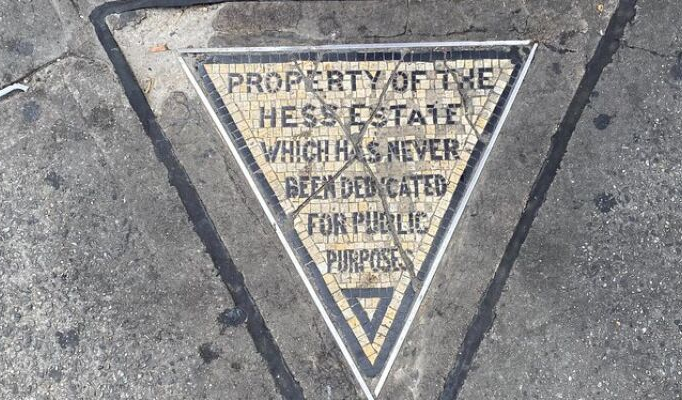 PROPERTY OF THE
HESS ESTATE
WHICH HAS NEVER
BEEN DEDICATED
FOR PUBLIC
PURPOSES